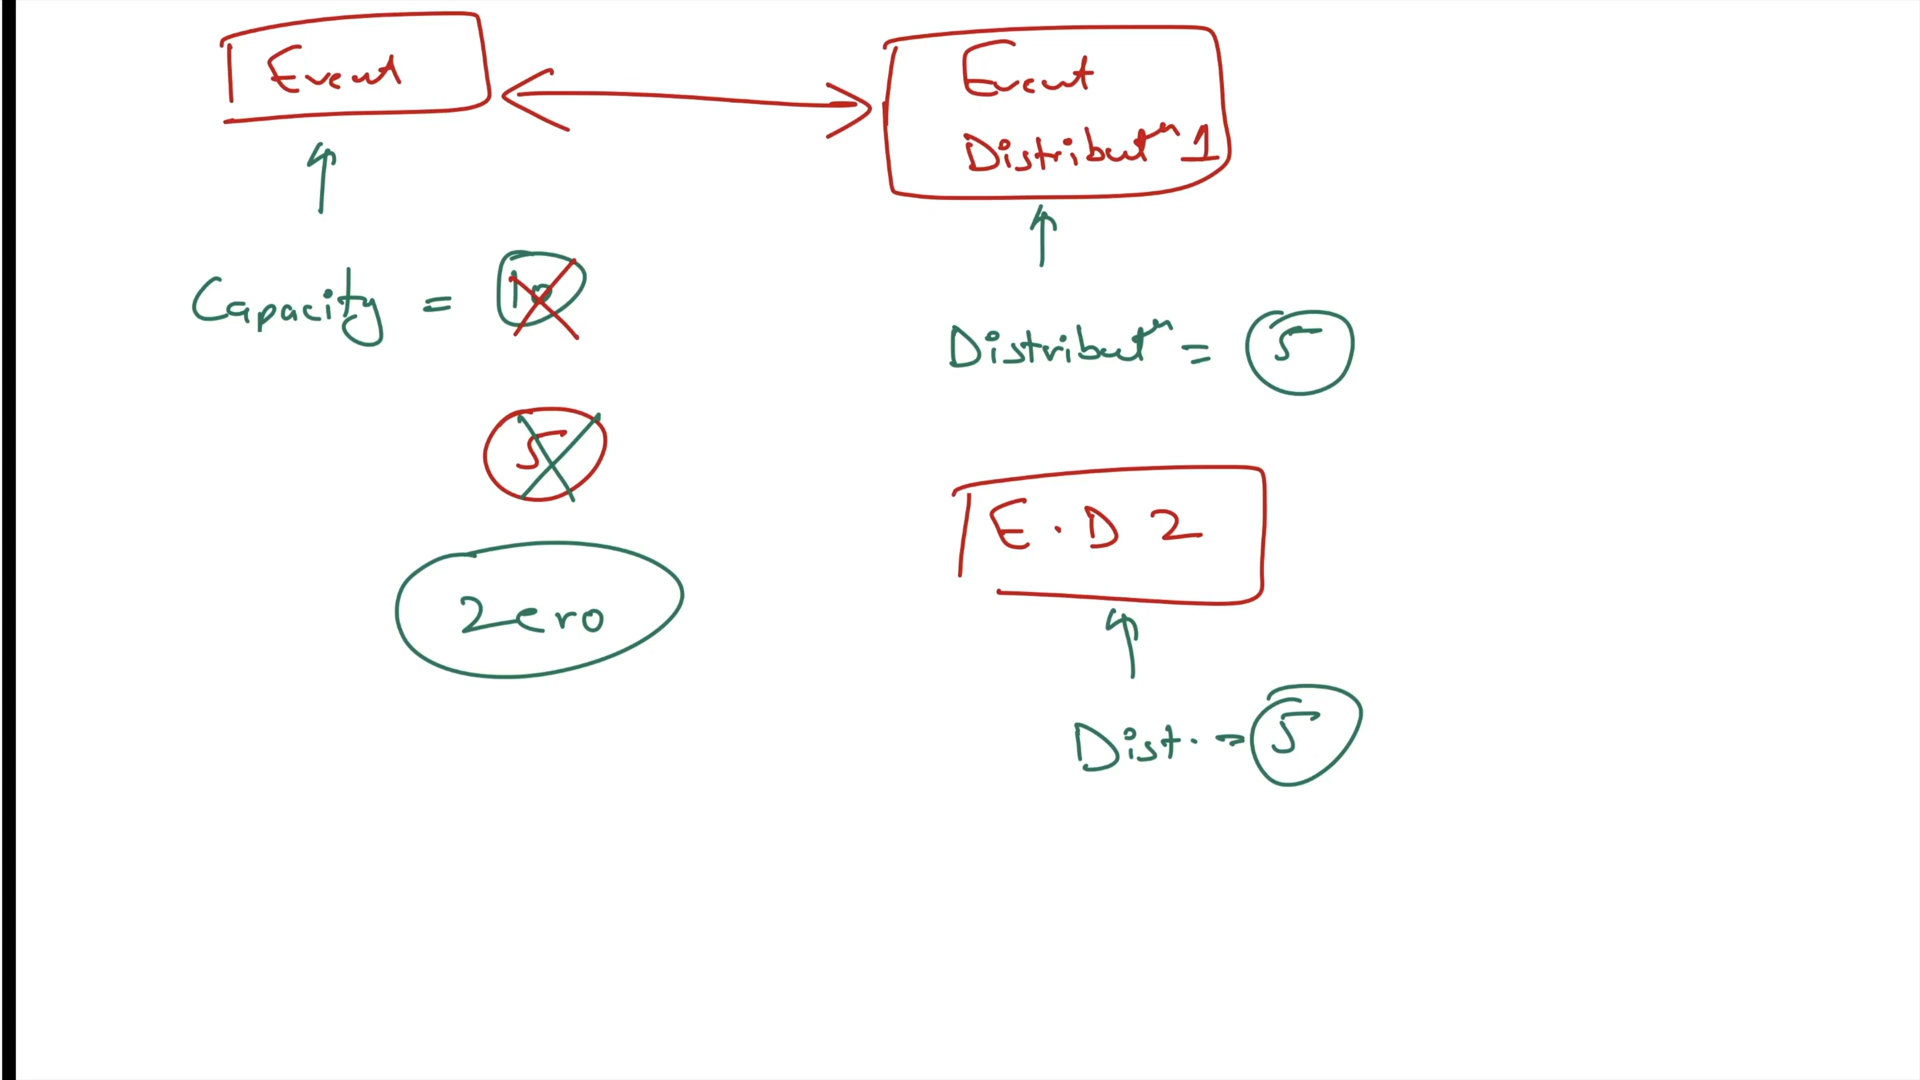 Event
Event
Distributⁿ 1
Capacity = 10
Distributⁿ = 5
5
E . D 2
Zero
Dist. = 5